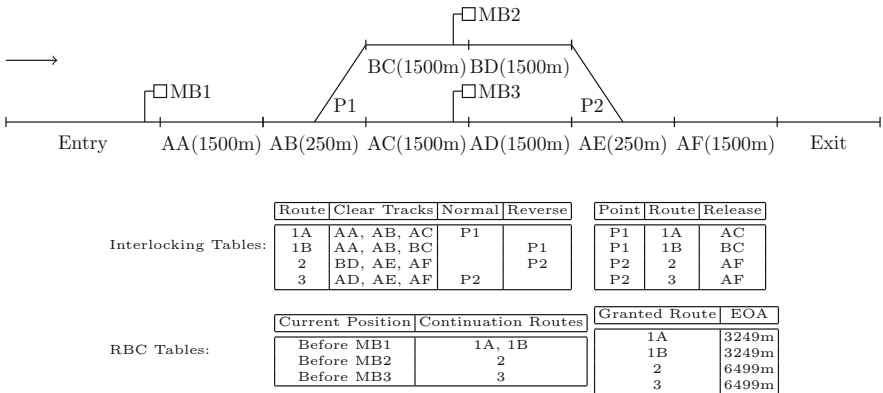 MB2
BC(1500m) BD(1500m)
MB1
P1
MB3
P2
Entry AA(1500m) AB(250m) AC(1500m) AD(1500m) AE(250m) AF(1500m) Exit
Interlocking Tables:
Route Clear Tracks Normal Reverse
1A AA, AB, AC P1
1B AA, AB, BC P1
2 BD, AE, AF P2
3 AD, AE, AF P2
Point Route Release
P1 1A AC
P1 1B BC
P2 2 AF
P2 3 AF
RBC Tables:
Current Position Continuation Routes
Before MB1 1A, 1B
Before MB2 2
Before MB3 3
Granted Route EOA
1A 3249m
1B 3249m
2 6499m
3 6499m